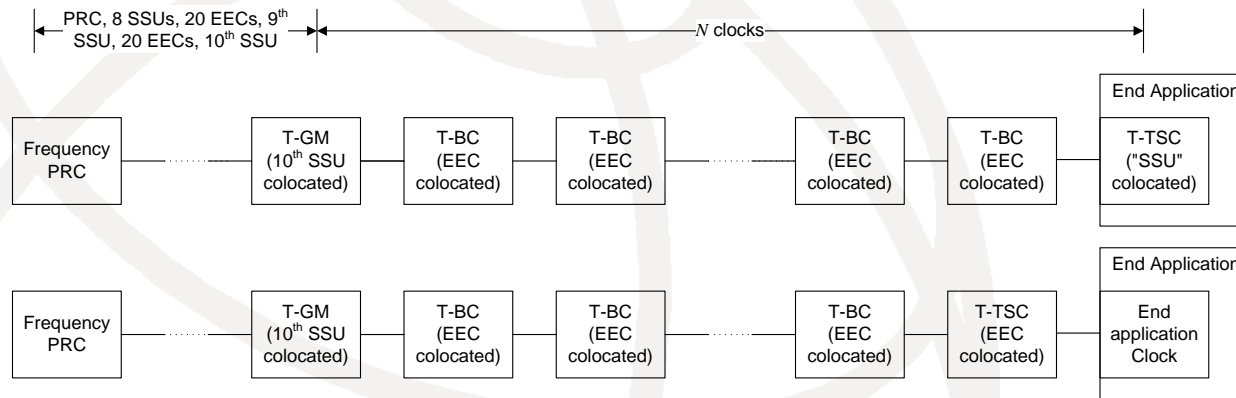 PRC, 8 SSUs, 20 EECs, 9th
SSU, 20 EECs, 10th SSU
N clocks
End Application
Frequency
PRC
T-GM
(10th SSU
colocated)
T-BC
(EEC
colocated)
T-BC
(EEC
colocated)
T-BC
(EEC
colocated)
T-BC
(EEC
colocated)
T-TSC
("SSU"
colocated)
End Application
Frequency
PRC
T-GM
(10th SSU
colocated)
T-BC
(EEC
colocated)
T-BC
(EEC
colocated)
T-BC
(EEC
colocated)
T-TSC
(EEC
colocated)
End
application
Clock